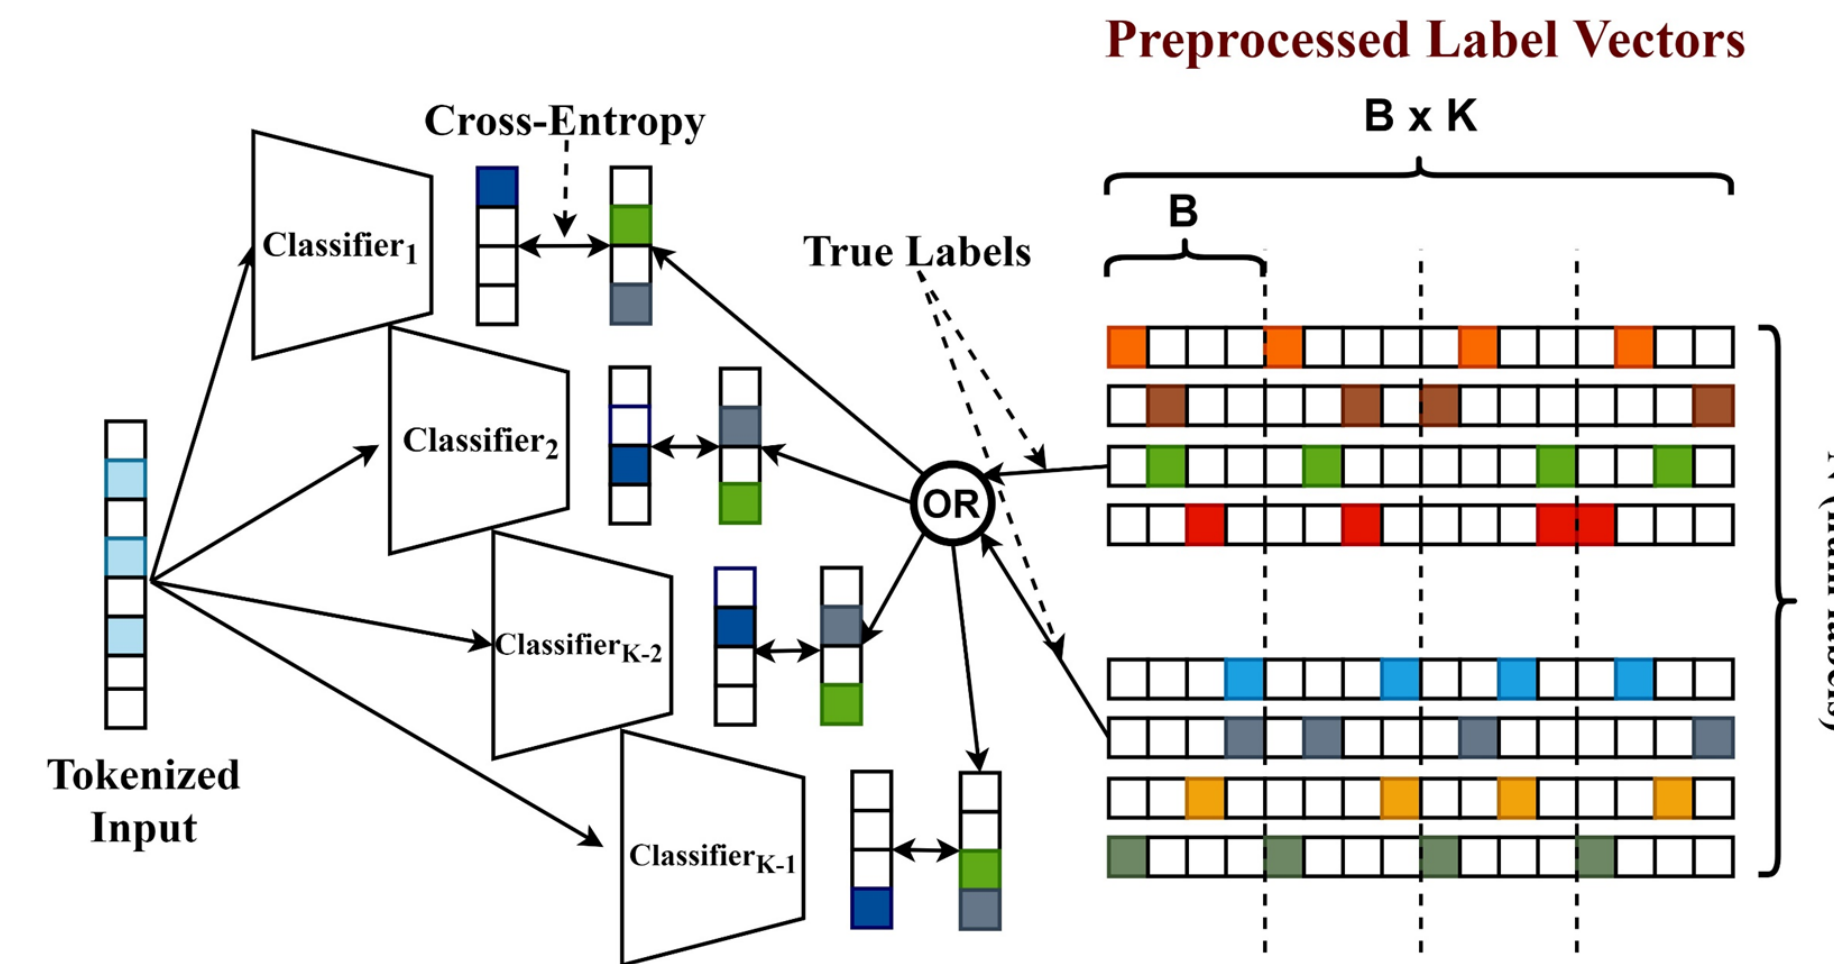 Preprocessed Label Vectors
B x K
B
Cross-Entropy
True Labels
Classifier1
Classifier2
OR
ClassifierK-2
ClassifierK-1
Tokenized
Input